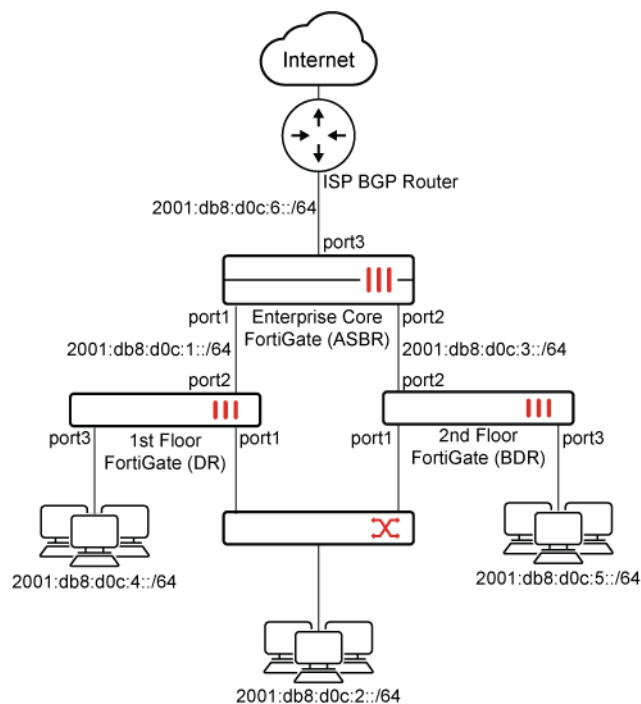 Internet
ISP BGP Router
2001:db8:d0c:6::/64
port3
port1
Enterprise Core
FortiGate (ASBR)
port2
2001:db8:d0c:1::/64
2001:db8:d0c:3::/64
port2
port2
port3
1st Floor
FortiGate (DR)
port1
port1
2nd Floor
FortiGate (BDR)
port3
2001:db8:d0c:4::/64
2001:db8:d0c:5::/64
2001:db8:d0c:2::/64